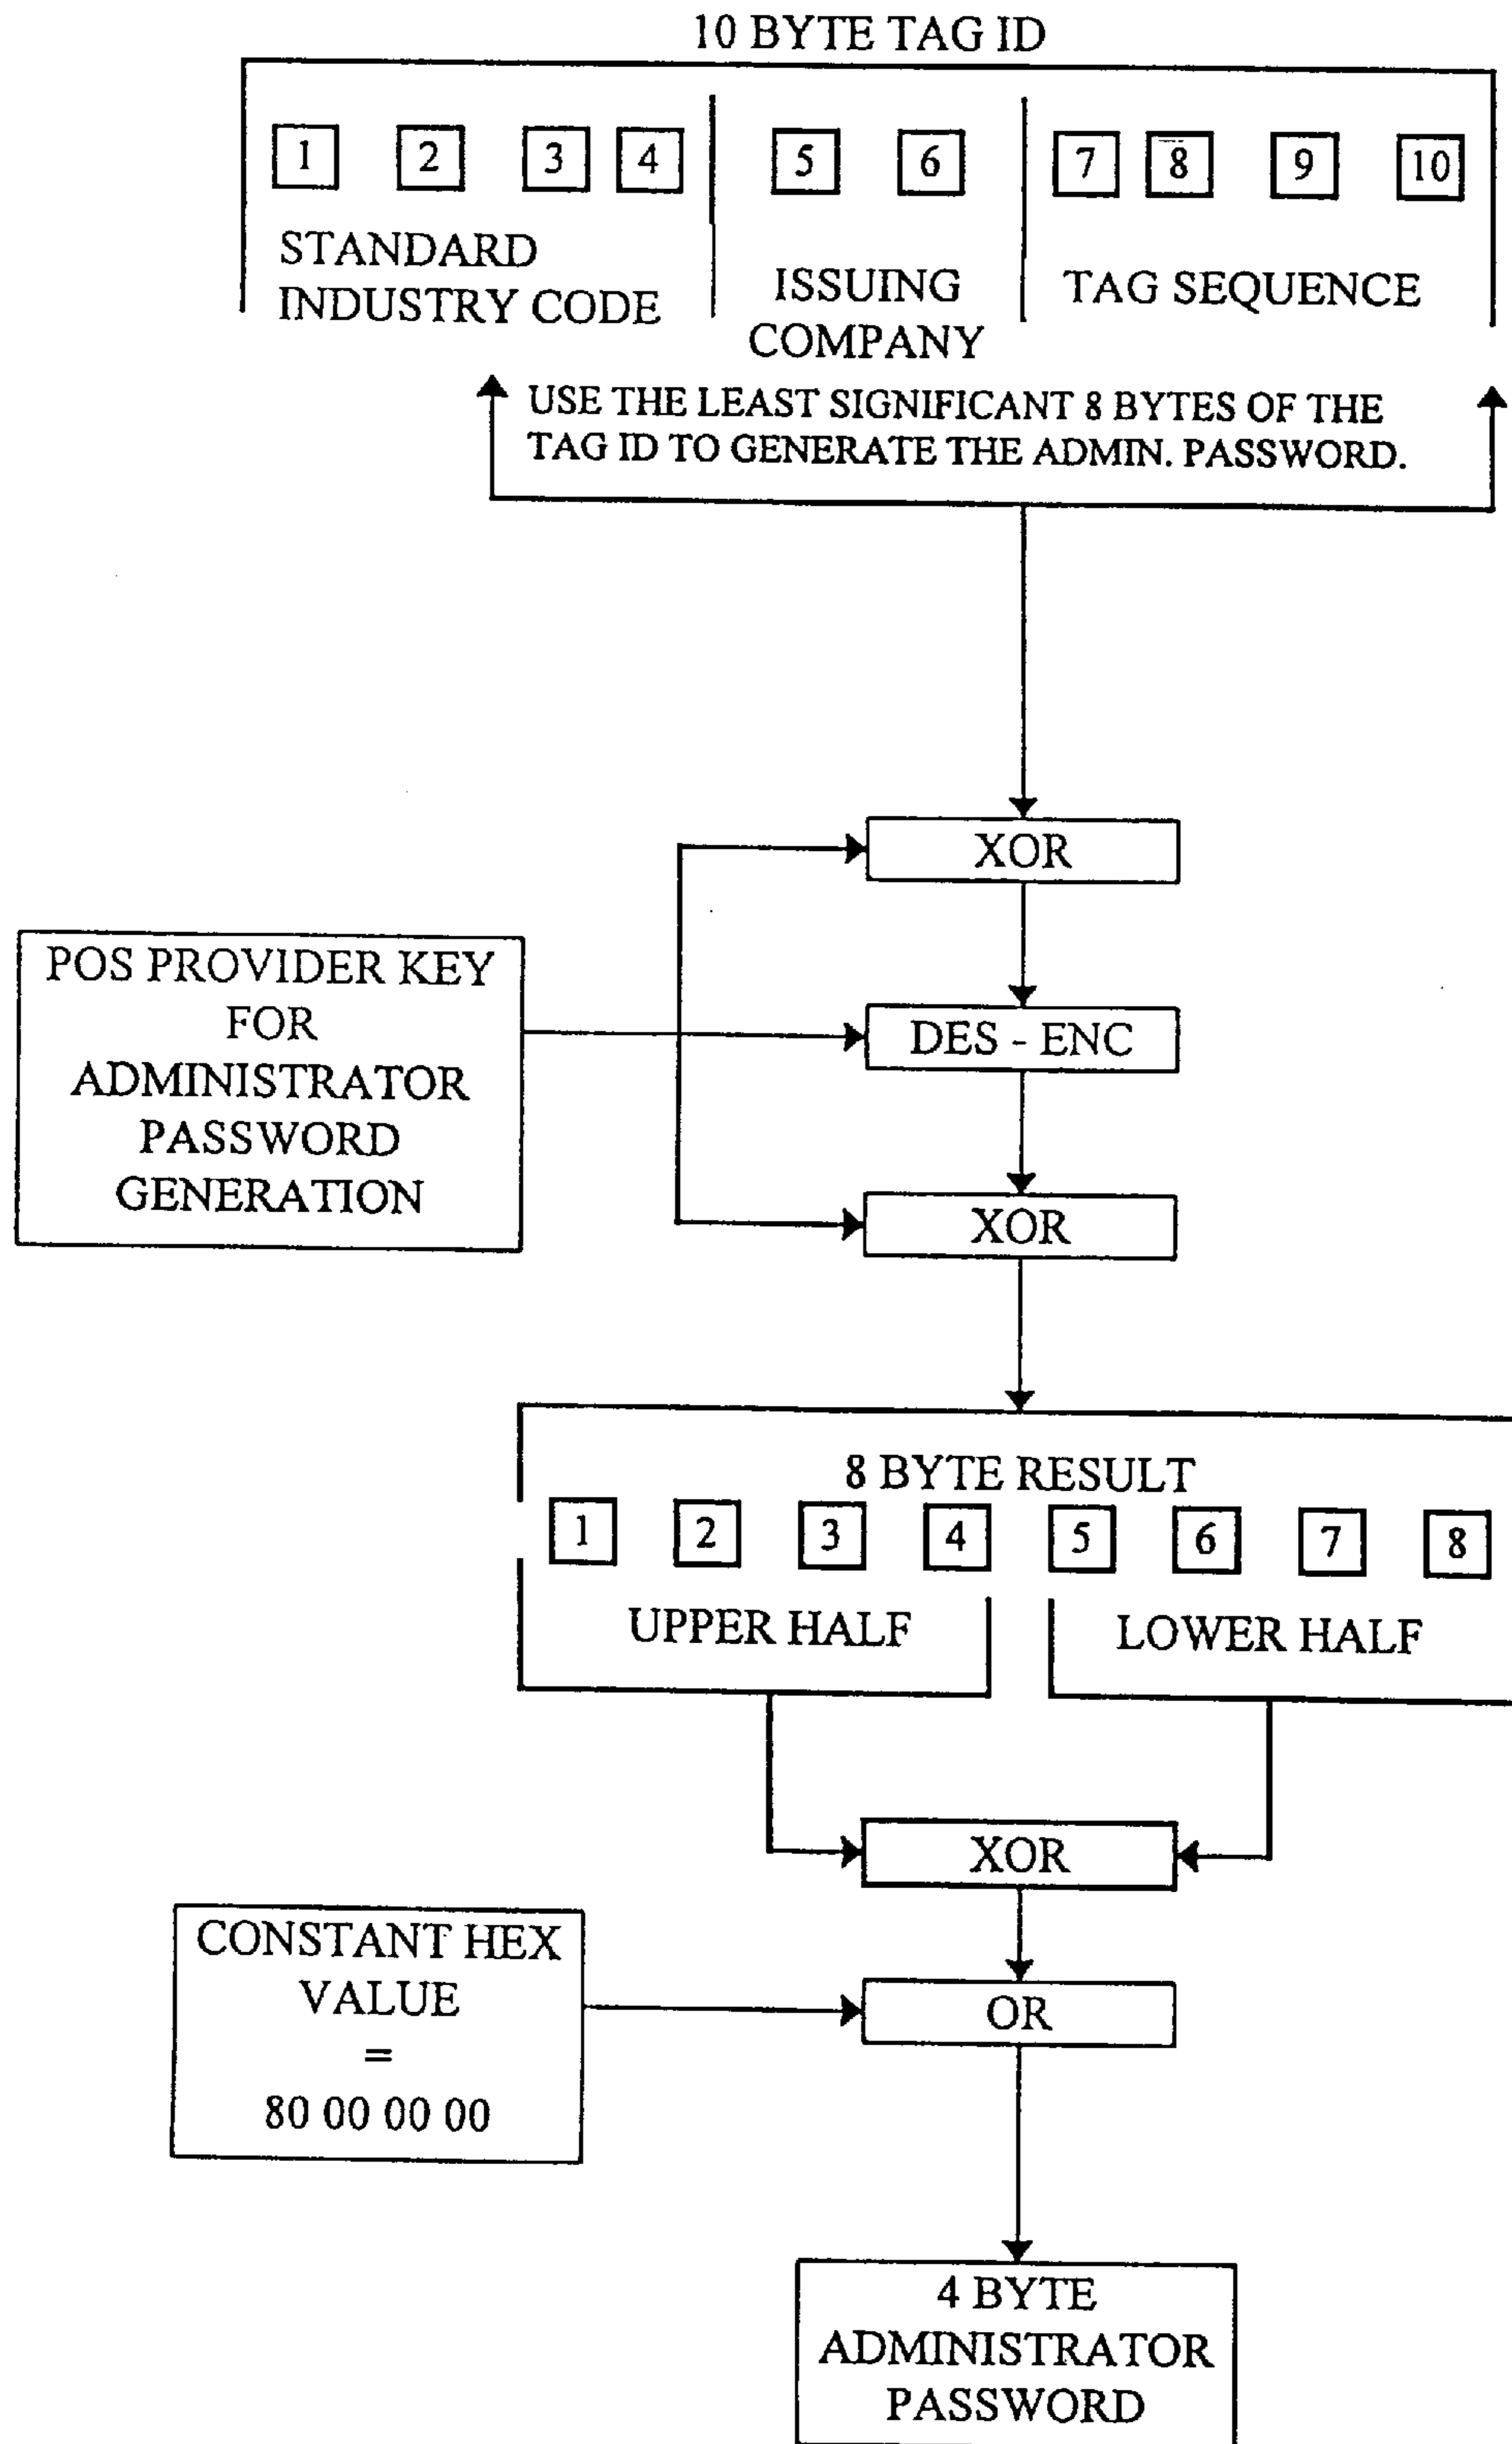 10 BYTE TAG ID
1 2 3 4 5 6 7 8 9 10
STANDARD
INDUSTRY CODE
ISSUING
COMPANY
TAG SEQUENCE
USE THE LEAST SIGNIFICANT 8 BYTES OF THE
TAG ID TO GENERATE THE ADMIN. PASSWORD.
XOR
POS PROVIDER KEY
FOR
ADMINISTRATOR
PASSWORD
GENERATION
DES - ENC
XOR
8 BYTE RESULT
1 2 3 4 5 6 7 8
UPPER HALF
LOWER HALF
XOR
CONSTANT HEX
VALUE
=
80 00 00 00
OR
4 BYTE
ADMINISTRATOR
PASSWORD